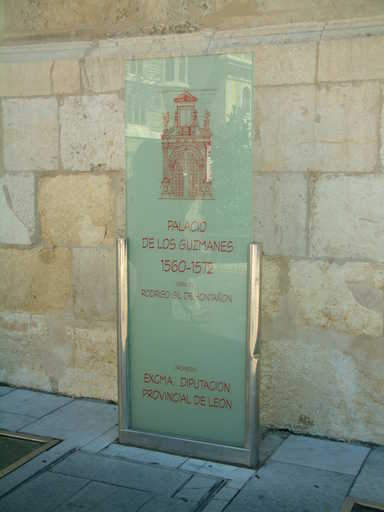 PALACIO
DE LOS GUZMANES
1560-1572
RODRIGO GIL DE HONTAÑON
EXCMA. DIPUTACION
PROVINCIAL DE LEON